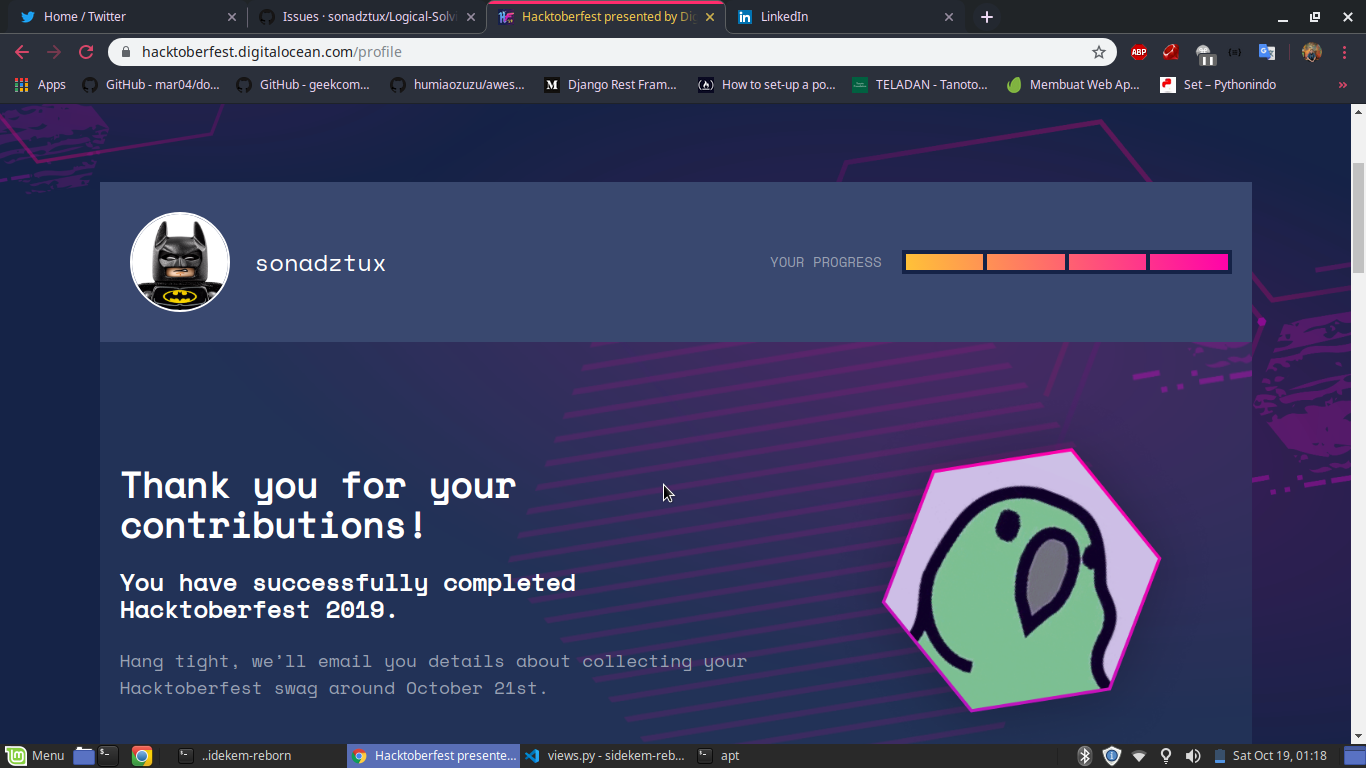 Home / Twitter
Issues · sonadztux/Logical-Solvi
Hacktoberfest presented by Dig
LinkedIn
hacktoberfest.digitalocean.com/profile
Apps
GitHub - mar04/do...
GitHub - geekcom...
humiaozuzu/awes...
Django Rest Fram...
How to set-up a po...
TELADAN - Tanoto...
Membuat Web Ap...
Set – Pythonindo
»
ABP
sonadztux
YOUR PROGRESS
Thank you for your
contributions!
You have successfully completed
Hacktoberfest 2019.
Hang tight, we'll email you details about collecting your
Hacktoberfest swag around October 21st.
Menu
..idekem-reborn
Hacktoberfest presente...
views.py - sidekem-reb...
apt
Sat Oct 19, 01:18